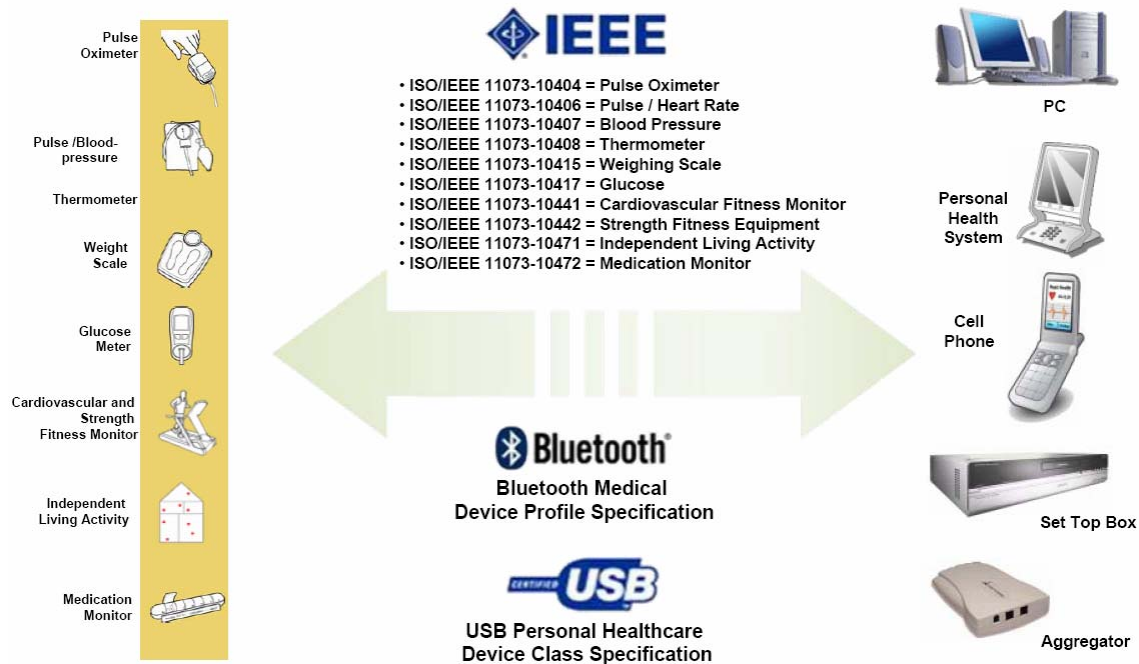 Pulse
Oximeter
Pulse /Blood-
pressure
Thermometer
Weight
Scale
Glucose
Meter
Cardiovascular and
Strength
Fitness Monitor
Independent
Living Activity
Medication
Monitor
IEEE
• ISO/IEEE 11073-10404 = Pulse Oximeter
• ISO/IEEE 11073-10406 = Pulse / Heart Rate
• ISO/IEEE 11073-10407 = Blood Pressure
• ISO/IEEE 11073-10408 = Thermometer
• ISO/IEEE 11073-10415 = Weighing Scale
• ISO/IEEE 11073-10417 = Glucose
• ISO/IEEE 11073-10441 = Cardiovascular Fitness Monitor
• ISO/IEEE 11073-10442 = Strength Fitness Equipment
• ISO/IEEE 11073-10471 = Independent Living Activity
• ISO/IEEE 11073-10472 = Medication Monitor
Bluetooth®
Bluetooth Medical
Device Profile Specification
CERTIFIED USB
USB Personal Healthcare
Device Class Specification
PC
Personal
Health
System
Cell
Phone
Set Top Box
Aggregator